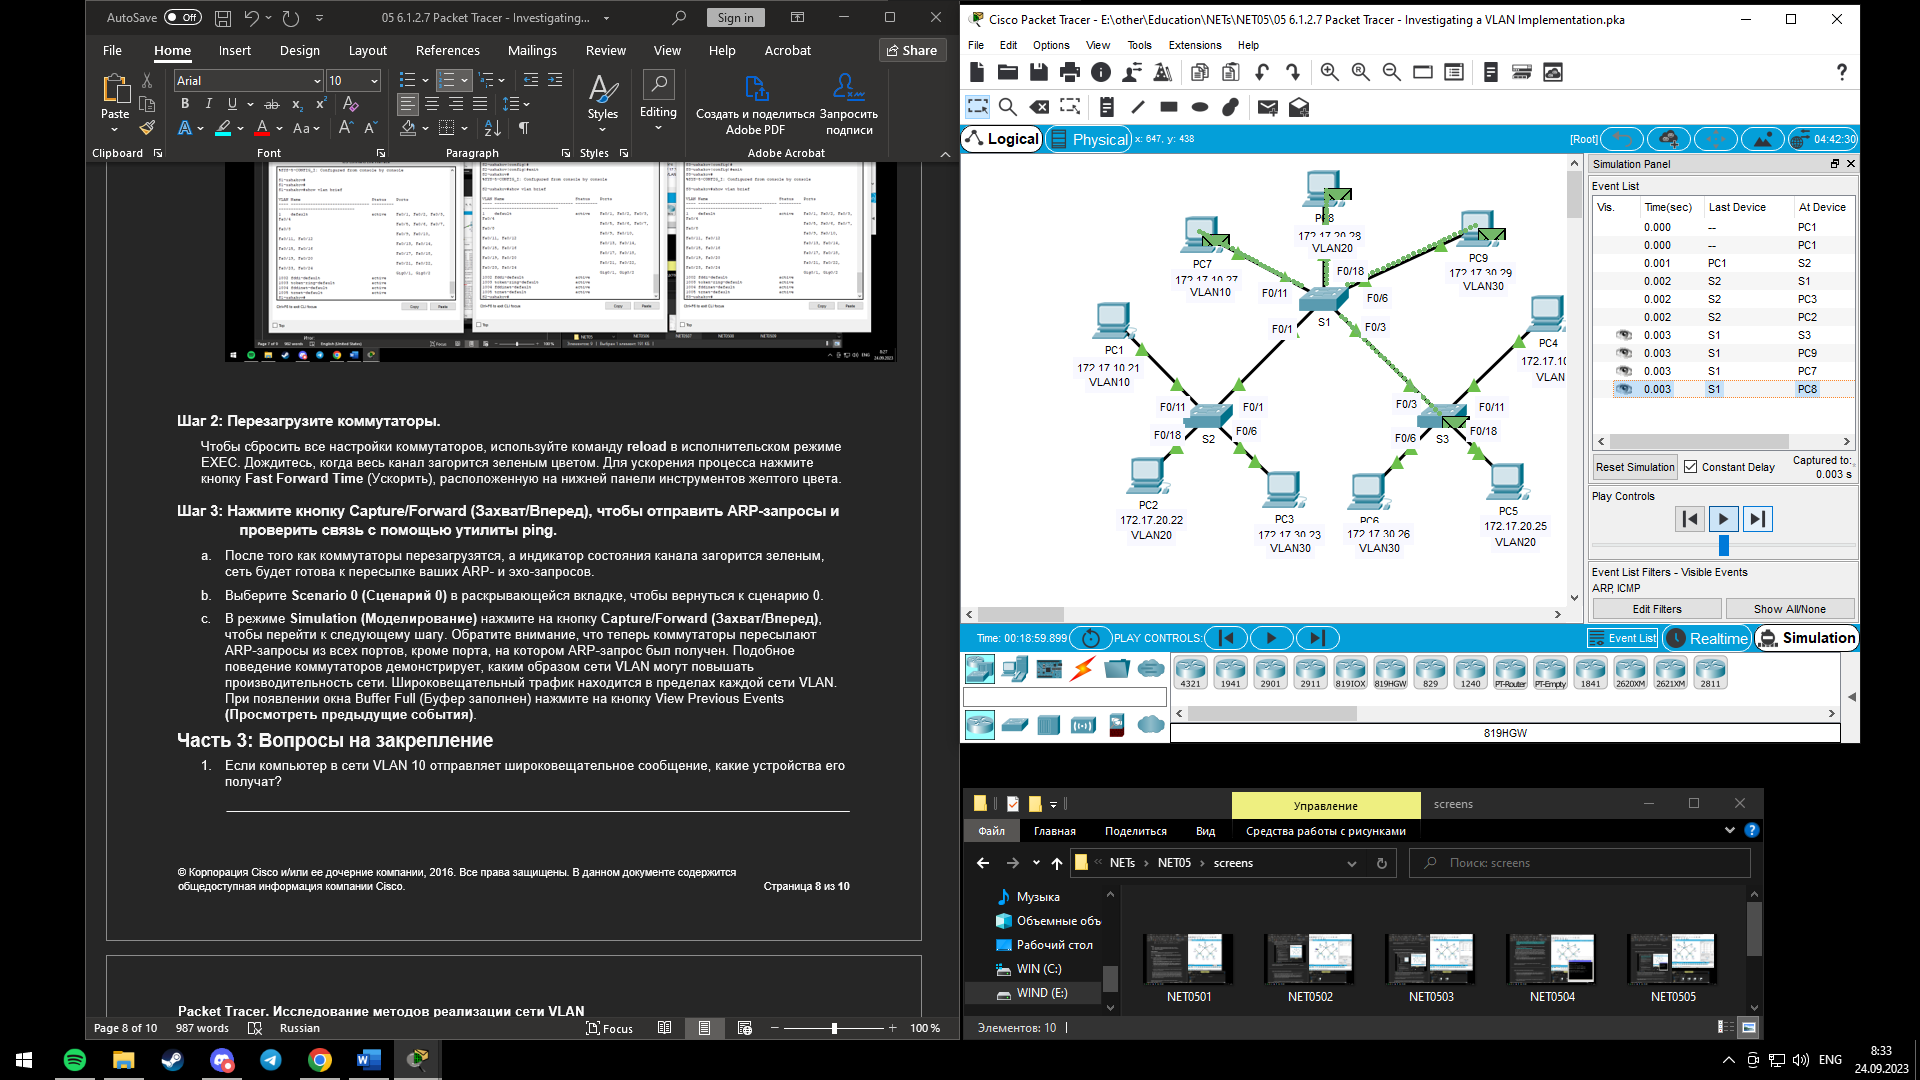 AutoSave Off
05 6.1.2.7 Packet Tracer - Investigating...
Sign in
File Home Insert Design Layout References Mailings Review View Help Acrobat
Share
Paste
Arial
10
Styles
Editing
Создать и поделиться Adobe PDF
Запросить подписи
Clipboard
Font
Paragraph
Styles
Adobe Acrobat
Шаг 2: Перезагрузите коммутаторы.
Чтобы сбросить все настройки коммутаторов, используйте команду reload в исполнительском режиме
EXEC. Дождитесь, когда весь канал загорится зеленым цветом. Для ускорения процесса нажмите
кнопку Fast Forward Time (Ускорить), расположенную на нижней панели инструментов желтого цвета.
Шаг 3: Нажмите кнопку Capture/Forward (Захват/Вперед), чтобы отправить ARP-запросы и
проверить связь с помощью утилиты ping.
a. После того как коммутаторы перезагрузятся, а индикатор состояния канала загорится зеленым,
сеть будет готова к пересылке ваших ARP- и эхо-запросов.
b. Выберите Scenario 0 (Сценарий 0) в раскрывающейся вкладке, чтобы вернуться к сценарию 0.
c. В режиме Simulation (Моделирование) нажмите на кнопку Capture/Forward (Захват/Вперед),
чтобы перейти к следующему шагу. Обратите внимание, что теперь коммутаторы пересылают
ARP-запросы из всех портов, кроме порта, на котором ARP-запрос был получен. Подобное
поведение коммутаторов демонстрирует, каким образом сети VLAN могут повышать
производительность сети. Широковещательный трафик находится в пределах каждой сети VLAN.
При появлении окна Buffer Full (Буфер заполнен) нажмите на кнопку View Previous Events
(Просмотреть предыдущие события).
Часть 3: Вопросы на закрепление
1. Если компьютер в сети VLAN 10 отправляет широковещательное сообщение, какие устройства его
получат?
© Корпорация Cisco и/или ее дочерние компании, 2016. Все права защищены. В данном документе содержится
общедоступная информация компании Cisco.
Страница 8 из 10
Packet Tracer. Исследование методов реализации сети VLAN
Page 8 of 10 987 words Russian Focus 100 %
Cisco Packet Tracer - E:\other\Education\NETs\NET05\05 6.1.2.7 Packet Tracer - Investigating a VLAN Implementation.pka
File Edit Options View Tools Extensions Help
Logical
Physical
x: 647, y: 438
[Root]
04:42:30
PC8
172.17.20.28
VLAN20
PC7
172.17.10.27
VLAN10
PC9
172.17.30.29
VLAN30
F0/18
F0/11
F0/6
S1
F0/1
F0/3
PC1
172.17.10.21
VLAN10
PC4
172.17.10
VLAN
F0/11
F0/1
S2
F0/18
F0/6
F0/3
F0/11
S3
F0/6
F0/18
PC2
172.17.20.22
VLAN20
PC3
172.17.30.23
VLAN30
PC6
172.17.30.26
VLAN30
PC5
172.17.20.25
VLAN20
Simulation Panel
Event List
Vis. Time(sec) Last Device At Device
0.000 -- PC1
0.000 -- PC1
0.001 PC1 S2
0.002 S2 S1
0.002 S2 PC3
0.002 S2 PC2
0.003 S1 S3
0.003 S1 PC9
0.003 S1 PC7
0.003 S1 PC8
Reset Simulation
Constant Delay
Captured to:
0.003 s
Play Controls
Event List Filters - Visible Events
ARP, ICMP
Edit Filters
Show All/None
Time: 00:18:59.899
PLAY CONTROLS:
Event List
Realtime
Simulation
4321 1941 2901 2911 819IOX 819HGW 829 1240 PT-Router PT-Empty 1841 2620XM 2621XM 2811
819HGW
Управление
screens
Файл Главная Поделиться Вид Средства работы с рисунками
NETs NET05 screens
Поиск: screens
Музыка
Объемные объ
Рабочий стол
WIN (C:)
WIND (E:)
NET0501 NET0502 NET0503 NET0504 NET0505
Элементов: 10
ENG
8:33
24.09.2023